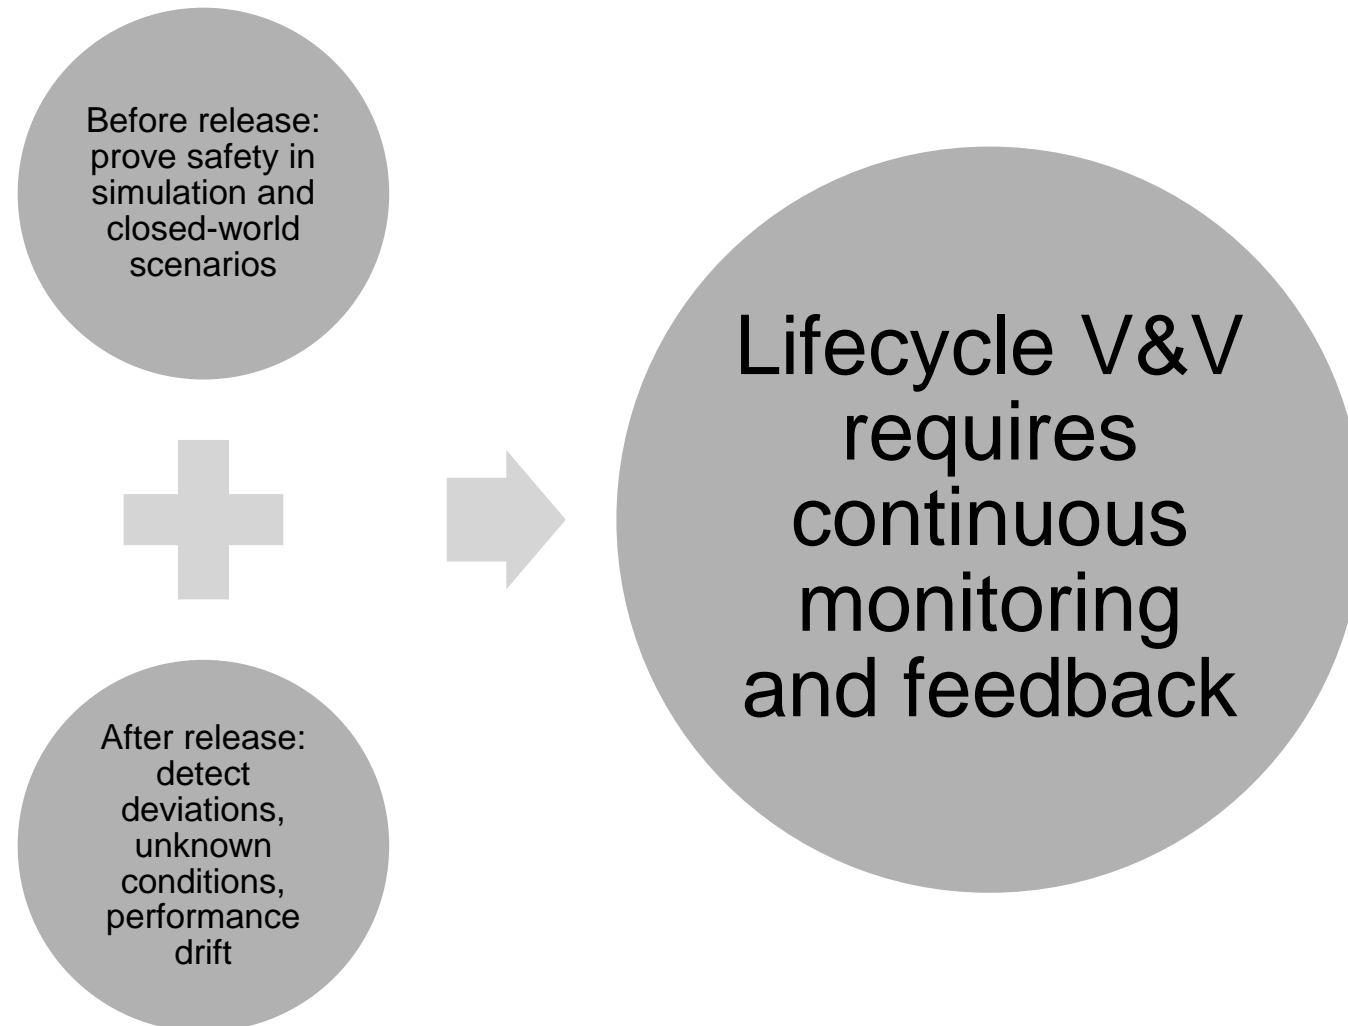 Before release:
prove safety in
simulation and
closed-world
scenarios
After release:
detect
deviations,
unknown
conditions,
performance
drift
Lifecycle V&V
requires
continuous
monitoring
and feedback